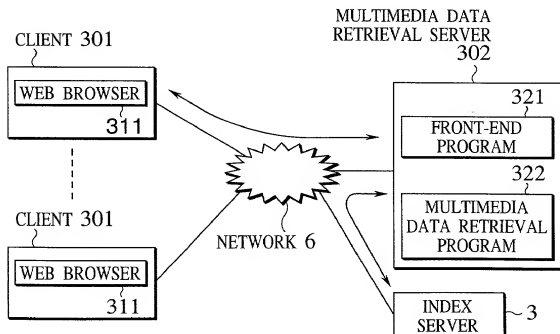 MULTIMEDIA DATA
RETRIEVAL SERVER
302
CLIENT 301
WEB BROWSER
311
321
FRONT-END
PROGRAM
322
MULTIMEDIA
DATA RETRIEVAL
PROGRAM
CLIENT 301
WEB BROWSER
311
NETWORK 6
INDEX
SERVER
3